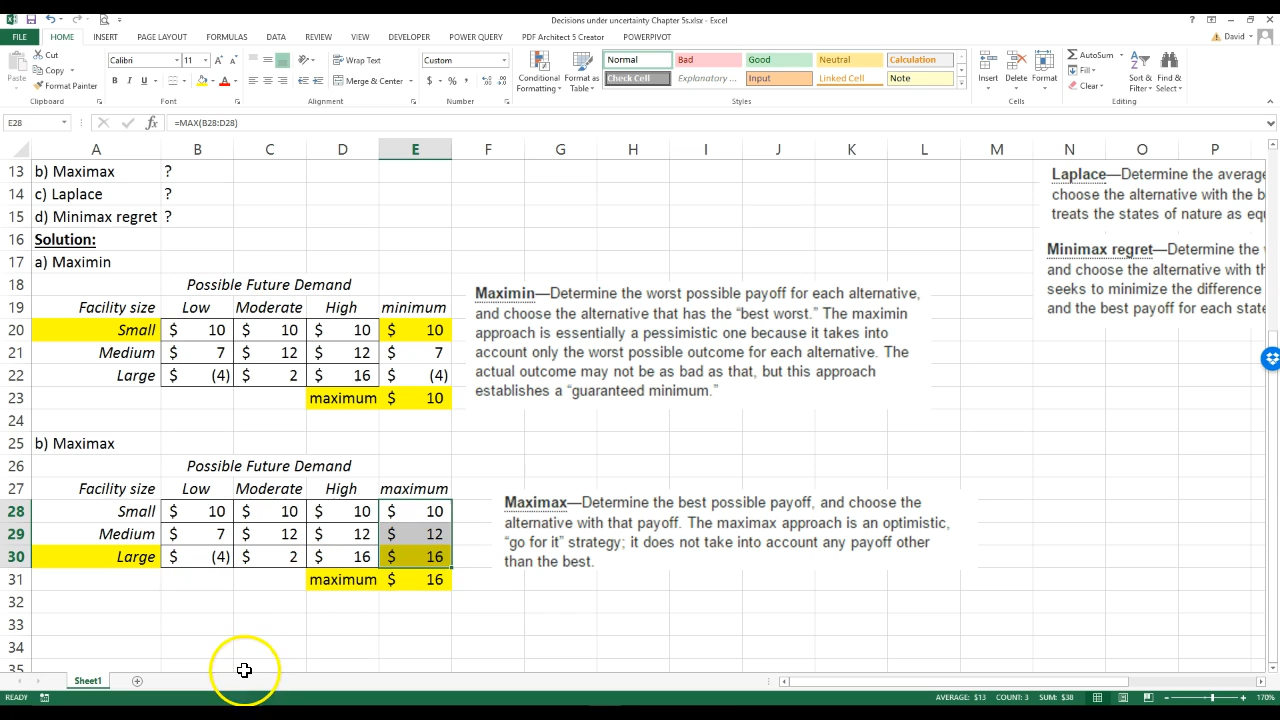 Decisions under uncertainty Chapter 5s.xlsx - Excel
FILE HOME INSERT PAGE LAYOUT FORMULAS DATA REVIEW VIEW DEVELOPER POWER QUERY PDF Architect 5 Creator POWERPIVOT David
Cut
Copy
Format Painter
Paste
Clipboard
Calibri 11
B I U
Font
Wrap Text
Merge & Center
Alignment
Custom
$ %
Number
Conditional Formatting
Format as Table
Normal Bad Good Neutral Calculation
Check Cell Explanary ... Input Linked Cell Note
Styles
Insert Delete Format
Cells
AutoSum
Fill
Clear
Sort & Filter
Find & Select
Editing
E28 =MAX(B28:D28)
A B C D E F G H I J K L M N O P
13 b) Maximax ?
14 c) Laplace ?
15 d) Minimax regret ?
16 Solution:
17 a) Maximin
18 Possible Future Demand
19 Facility size Low Moderate High minimum
20 Small $ 10 $ 10 $ 10 $ 10
21 Medium $ 7 $ 12 $ 12 $ 7
22 Large $ (4) $ 2 $ 16 $ (4)
23 maximum $ 10
24
25 b) Maximax
26 Possible Future Demand
27 Facility size Low Moderate High maximum
28 Small $ 10 $ 10 $ 10 $ 10
29 Medium $ 7 $ 12 $ 12 $ 12
30 Large $ (4) $ 2 $ 16 $ 16
31 maximum $ 16
32
33
34
35
Maximin—Determine the worst possible payoff for each alternative,
and choose the alternative that has the “best worst.” The maximin
approach is essentially a pessimistic one because it takes into
account only the worst possible outcome for each alternative. The
actual outcome may not be as bad as that, but this approach
establishes a “guaranteed minimum.”
Maximax—Determine the best possible payoff, and choose the
alternative with that payoff. The maximax approach is an optimistic,
“go for it” strategy; it does not take into account any payoff other
than the best.
Laplace—Determine the average
choose the alternative with the b
treats the states of nature as equ
Minimax regret—Determine the
and choose the alternative with th
seeks to minimize the difference
and the best payoff for each state
Sheet1
READY AVERAGE: $13 COUNT: 3 SUM: $38 170%